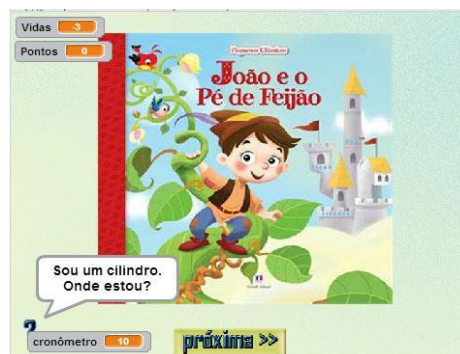 Vidas -3
Pontos 0
Pequenos Clássicos
João e o
Pé de Feijão
Sou um cilindro.
Onde estou?
?
cronômetro 10
próxima >>